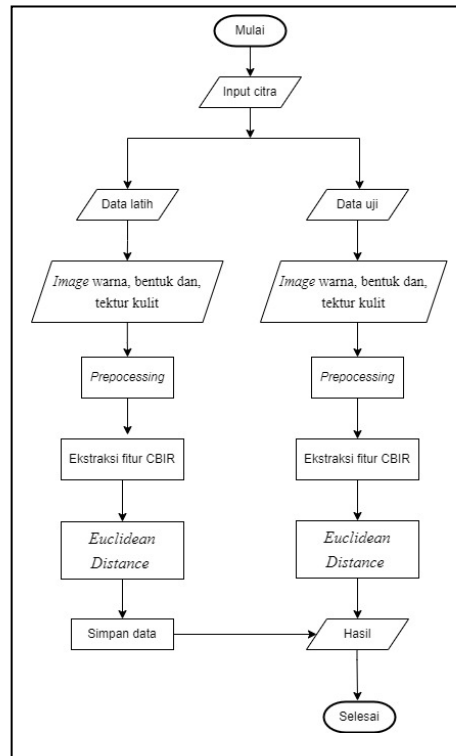 Mulai
Input citra
Data latih
Data uji
Image warna, bentuk dan,
tektur kulit
Image warna, bentuk dan,
tektur kulit
Prepocessing
Prepocessing
Ekstraksi fitur CBIR
Ekstraksi fitur CBIR
Euclidean
Distance
Euclidean
Distance
Simpan data
Hasil
Selesai